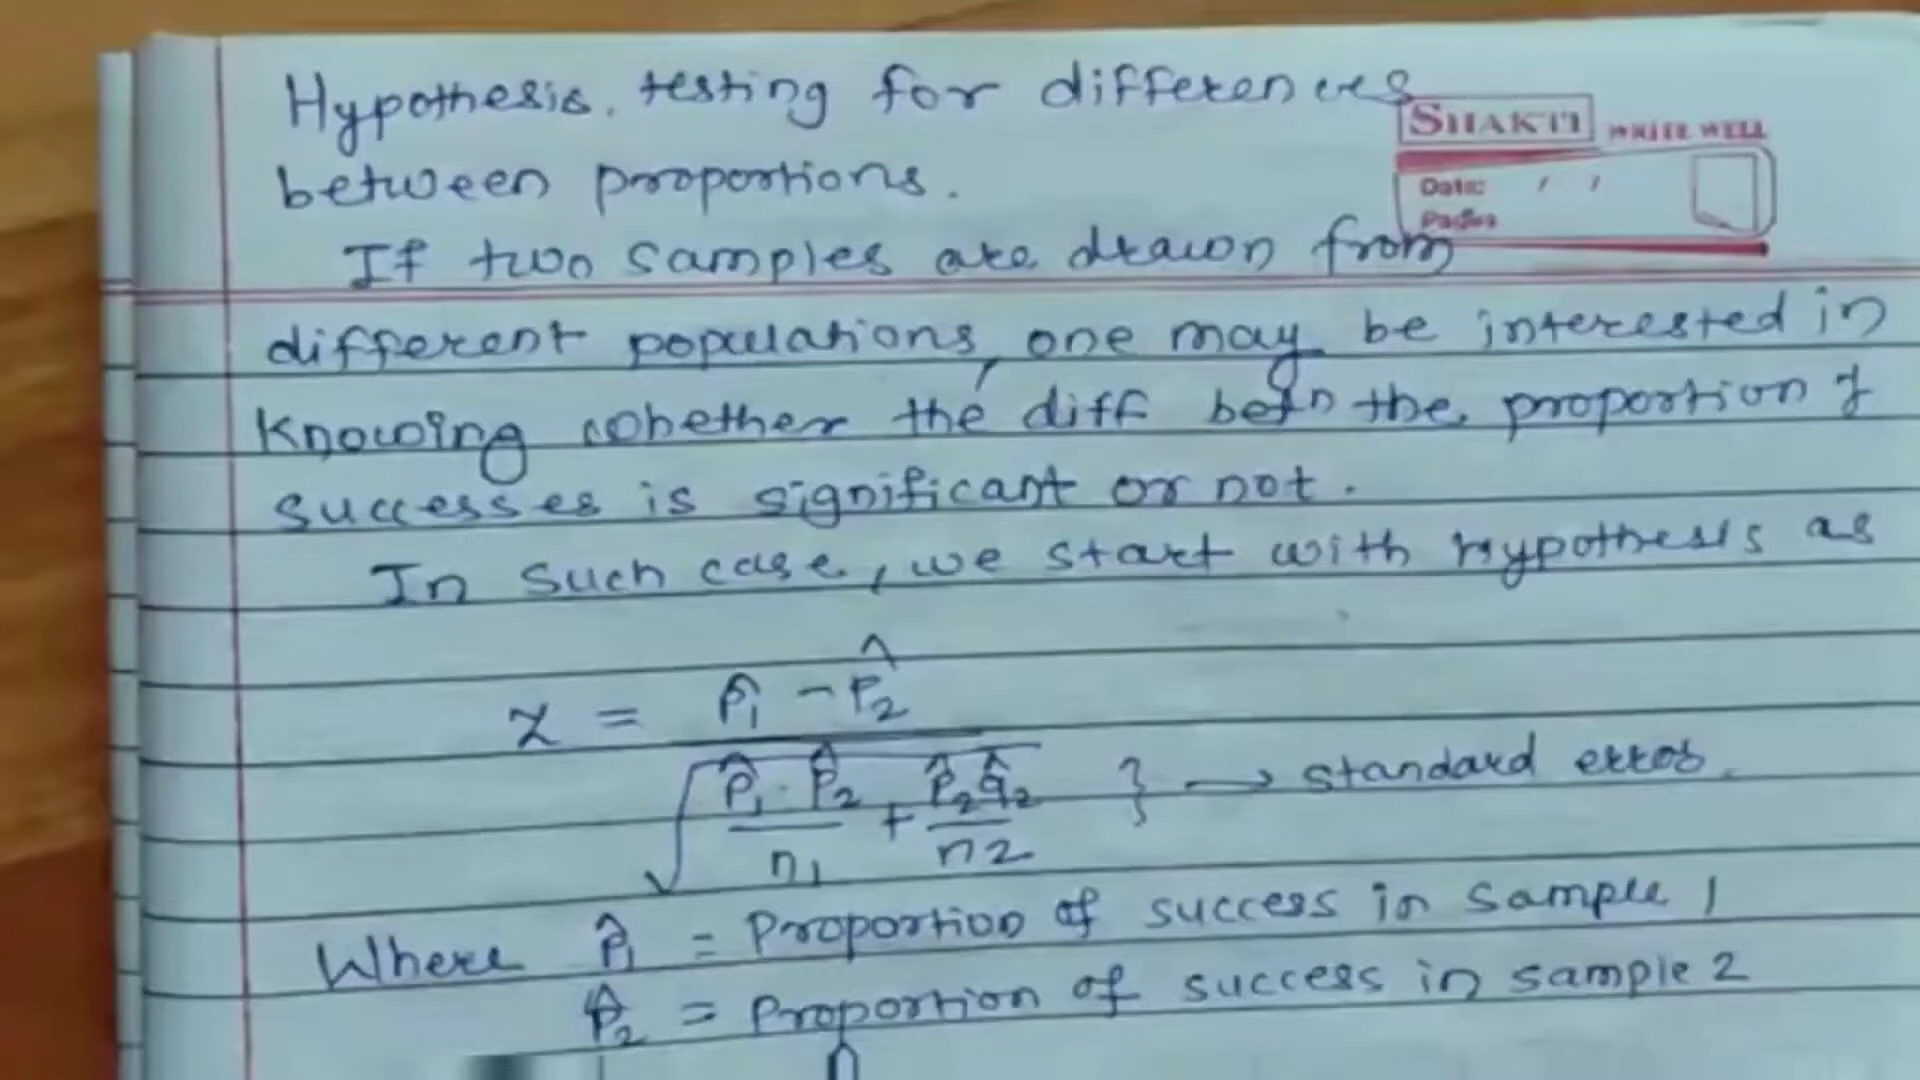 Hypothesis. testing for differences
SHAKTI WRITE WELL
between proportions.
Date: / /
Pages
If two samples are drawn from
different populations, one may be interested in
Knowing whether the diff betn the proportion of
successes is significant or not.
In such case, we start with hypothesis as
z = p̂₁ - p̂₂
√ p̂₁ · p̂₂ / n₁ + p̂₂q̂₂ / n2 } → standard error.
Where p̂₁ = Proportion of success in sample 1
p̂₂ = Proportion of success in sample 2